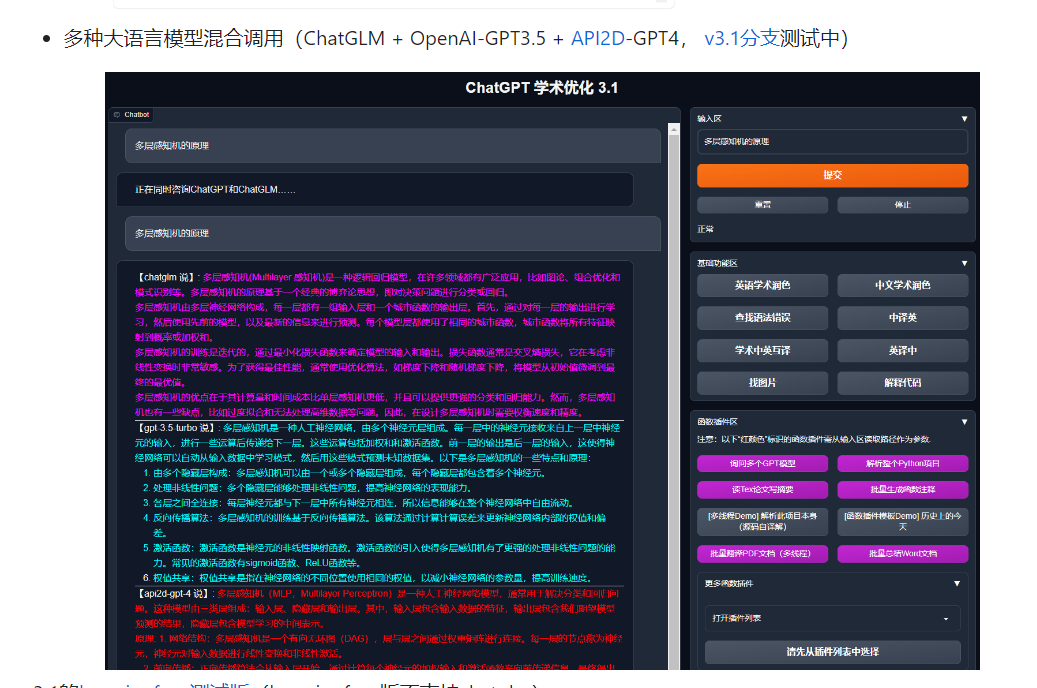 多种大语言模型混合调用（ChatGLM + OpenAI-GPT3.5 + API2D-GPT4， v3.1分支测试中）
ChatGPT 学术优化 3.1
Chatbot
多层感知机的原理
正在同时咨询ChatGPT和ChatGLM……
多层感知机的原理
【chatglm 说】: 多层感知机(Multilayer 感知机)是一种逻辑回归模型，在许多领域都有广泛应用，比如图论、组合优化和
模式识别等。多层感知机的原理基于一个经典的博弈论思想，即对决策问题进行分类或回归。
多层感知机由多层神经网络构成，每一层都有一组输入层和一个城市函数的输出层。首先，通过对每一层的输出进行学
习，然后使用先前的模型，以及最新的信息来进行预测。每个模型层都使用了相同的城市函数，城市函数将所有特征映
射到概率或加权和。
多层感知机的训练是迭代的，通过最小化损失函数来确定模型的输入和输出。损失函数通常是交叉熵损失，它在考虑非
线性变换时非常敏感。为了获得最佳性能，通常使用优化算法，如梯度下降和随机梯度下降，将模型从初始值微调到最
终的最优值。
多层感知机的优点在于其计算量和时间成本比单层感知机更低，并且可以提供更强的分类和回归能力。然而，多层感知
机也有一些缺点，比如过度拟合和无法处理高维数据等问题。因此，在设计多层感知机时需要权衡速度和精度。
【gpt-3.5-turbo 说】: 多层感知机是一种人工神经网络，由多个神经元层组成。每一层中的神经元接收来自上一层中神经
元的输入，进行一些运算后传递给下一层。这些运算包括加权和和激活函数。前一层的输出是后一层的输入，这使得神
经网络可以自动从输入数据中学习模式，然后用这些模式预测未知数据集。以下是多层感知机的一些特点和原理：
1. 由多个隐藏层构成：多层感知机可以由一个或多个隐藏层组成，每个隐藏层都包含着多个神经元。
2. 处理非线性问题：多个隐藏层能够处理非线性问题，提高神经网络的表现能力。
3. 各层之间全连接：每层神经元都与下一层中所有神经元相连，所以信息能够在整个神经网络中自由流动。
4. 反向传播算法：多层感知机的训练基于反向传播算法。该算法通过计算计算误差来更新神经网络内部的权值和偏
差。
5. 激活函数：激活函数是神经元的非线性映射函数。激活函数的引入使得多层感知机有了更强的处理非线性问题的能
力。常见的激活函数有sigmoid函数、ReLU函数等。
6. 权值共享：权值共享是指在神经网络的不同位置使用相同的权值，以减小神经网络的参数量，提高训练速度。
【api2d-gpt-4 说】: 多层感知机（MLP，Multilayer Perceptron）是一种人工神经网络模型，通常用于解决分类和回归问
题。这种模型由三类层组成：输入层、隐藏层和输出层。其中，输入层包含输入数据的特征，输出层包含我们期望模型
预测的结果，隐藏层包含模型学习的中间表示。
原理: 1. 网络结构：多层感知机是一个有向无环图（DAG），层与层之间通过权重矩阵进行连接。每一层的节点称为神经
元，神经元对输入数据进行线性变换和非线性激活。
输入区
多层感知机的原理
提交
重置
停止
正常
基础功能区
英语学术润色
中文学术润色
查找语法错误
中译英
学术中英互译
英译中
找图片
解释代码
函数插件区
注意：以下“红颜色”标识的函数插件需从输入区读取路径作为参数.
询问多个GPT模型
解析整个Python项目
读Tex论文写摘要
批量生成函数注释
[多线程Demo] 解析此项目本身
（源码自译解）
[函数插件模板Demo] 历史上的今
天
批量翻译PDF文档（多线程）
批量总结Word文档
更多函数插件
打开插件列表
请先从插件列表中选择